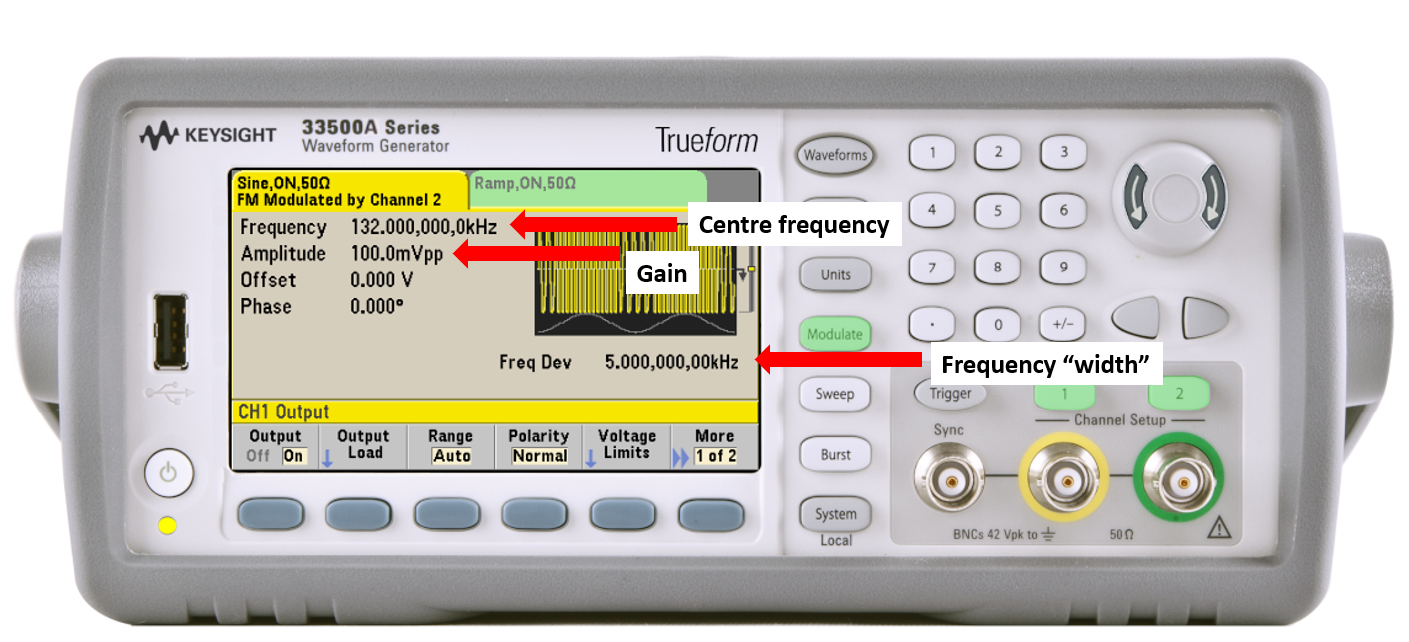 KEYSIGHT
33500A Series
Waveform Generator
Trueform
Sine,ON,50Ω
FM Modulated by Channel 2
Ramp,ON,50Ω
Frequency 132.000,000,0kHz
Centre frequency
Amplitude 100.0mVpp
Gain
Offset 0.000 V
Phase 0.000°
Freq Dev 5.000,000,00kHz
Frequency “width”
CH1 Output
Output
Off On
Output
Load
Range
Auto
Polarity
Normal
Voltage
Limits
More
1 of 2
Waveforms
Units
Modulate
Sweep
Burst
System
Local
1 2 3
4 5 6
7 8 9
. 0 +/−
Trigger
1
2
Channel Setup
Sync
BNCs 42 Vpk to
50 Ω